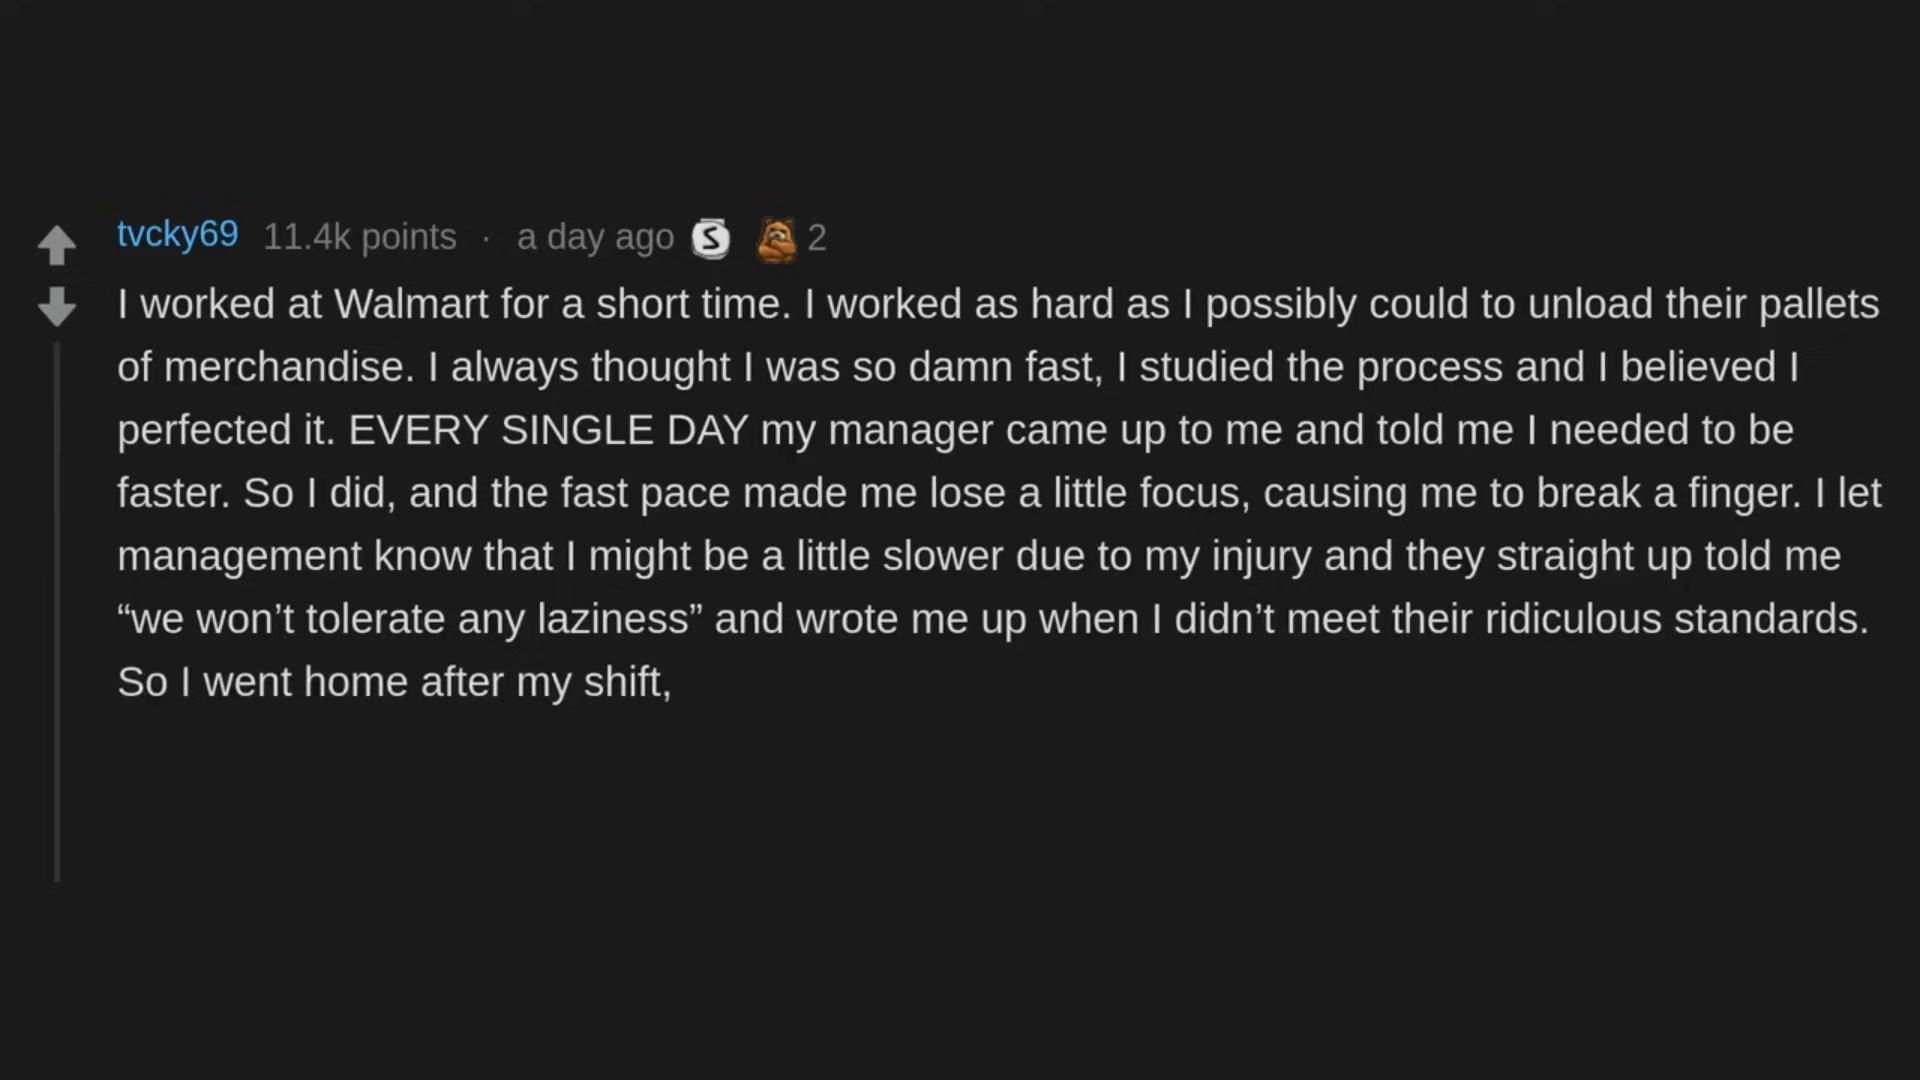 tvcky69 11.4k points · a day ago S 2
I worked at Walmart for a short time. I worked as hard as I possibly could to unload their pallets
of merchandise. I always thought I was so damn fast, I studied the process and I believed I
perfected it. EVERY SINGLE DAY my manager came up to me and told me I needed to be
faster. So I did, and the fast pace made me lose a little focus, causing me to break a finger. I let
management know that I might be a little slower due to my injury and they straight up told me
“we won’t tolerate any laziness” and wrote me up when I didn’t meet their ridiculous standards.
So I went home after my shift,